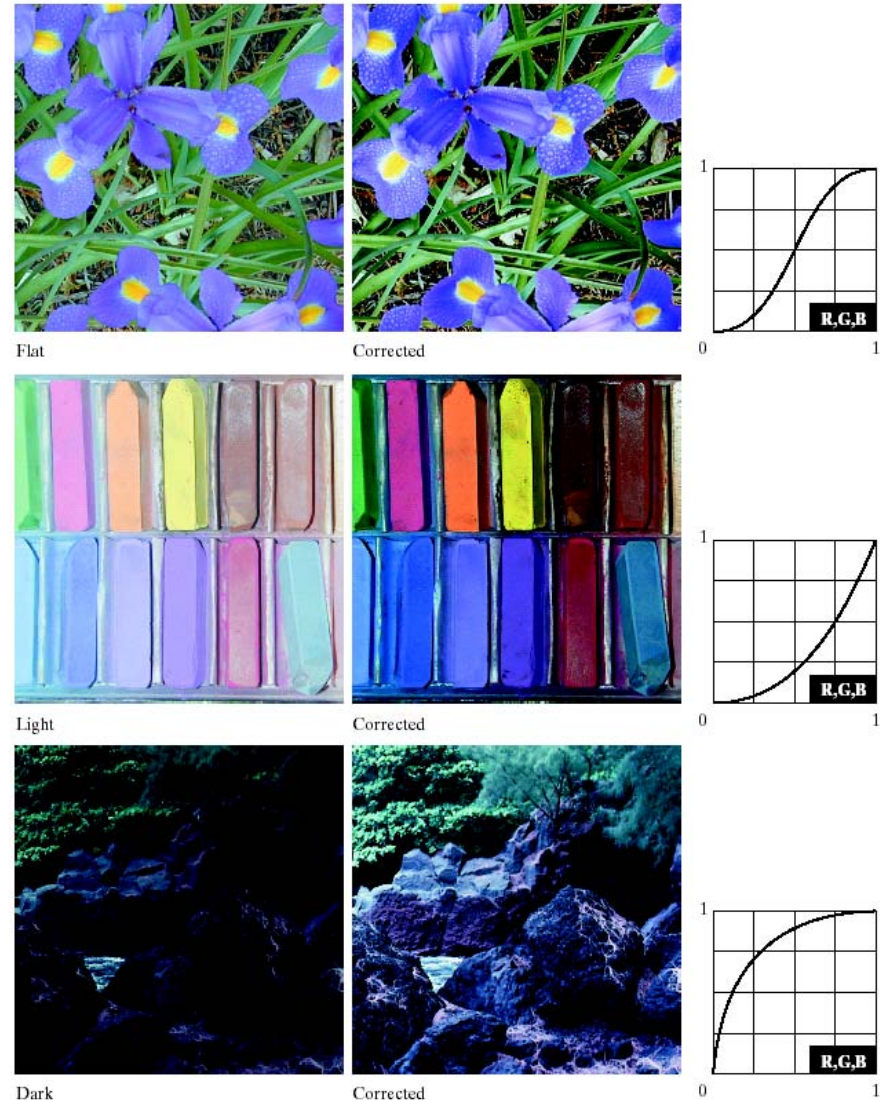 Flat
Corrected
1
R,G,B
0
1
Light
Corrected
1
R,G,B
0
1
Dark
Corrected
1
R,G,B
0
1